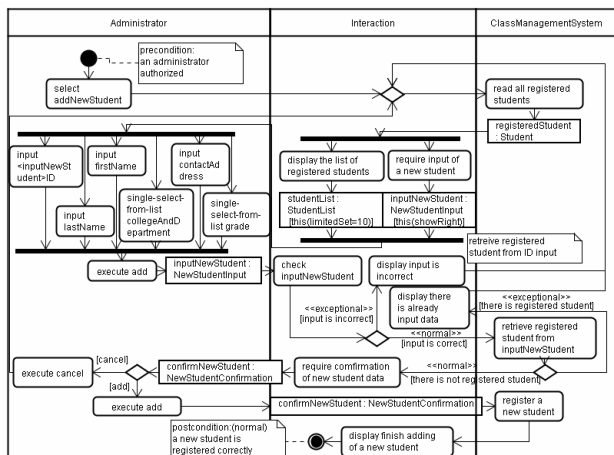 Administrator
Interaction
ClassManagementSystem
precondition:
an administrator
authorized
select
addNewStudent
read all registered
students
registeredStudent
: Student
input
<inputNewSt
udent>ID
input
firstName
input
contactAd
dress
display the list of
registered students
require input of
a new student
input
lastName
single-select-
from-list
collegeAndD
epartment
single-
select-from-
list grade
studentList :
StudentList
[this(limitedSet=10)]
inputNewStudent :
NewStudentInput
[this(showRight)]
retreive registered
student from ID input
execute add
inputNewStudent :
NewStudentInput
check
inputNewStudent
display input is
incorrect
display there
is already
input data
<<exceptional>>
[there is registered student]
<<exceptional>>
[input is incorrect]
<<normal>>
[input is correct]
retrieve registered
student from
inputNewStudent
execute cancel
[cancel]
[add]
confirmNewStudent :
NewStudentConfirmation
require comfirmation
of new student data
<<normal>>
[there is not registered student]
execute add
confirmNewStudent : NewStudentConfirmation
register a
new student
postcondition:(normal)
a new student is
registered correctly
display finish adding
of a new student